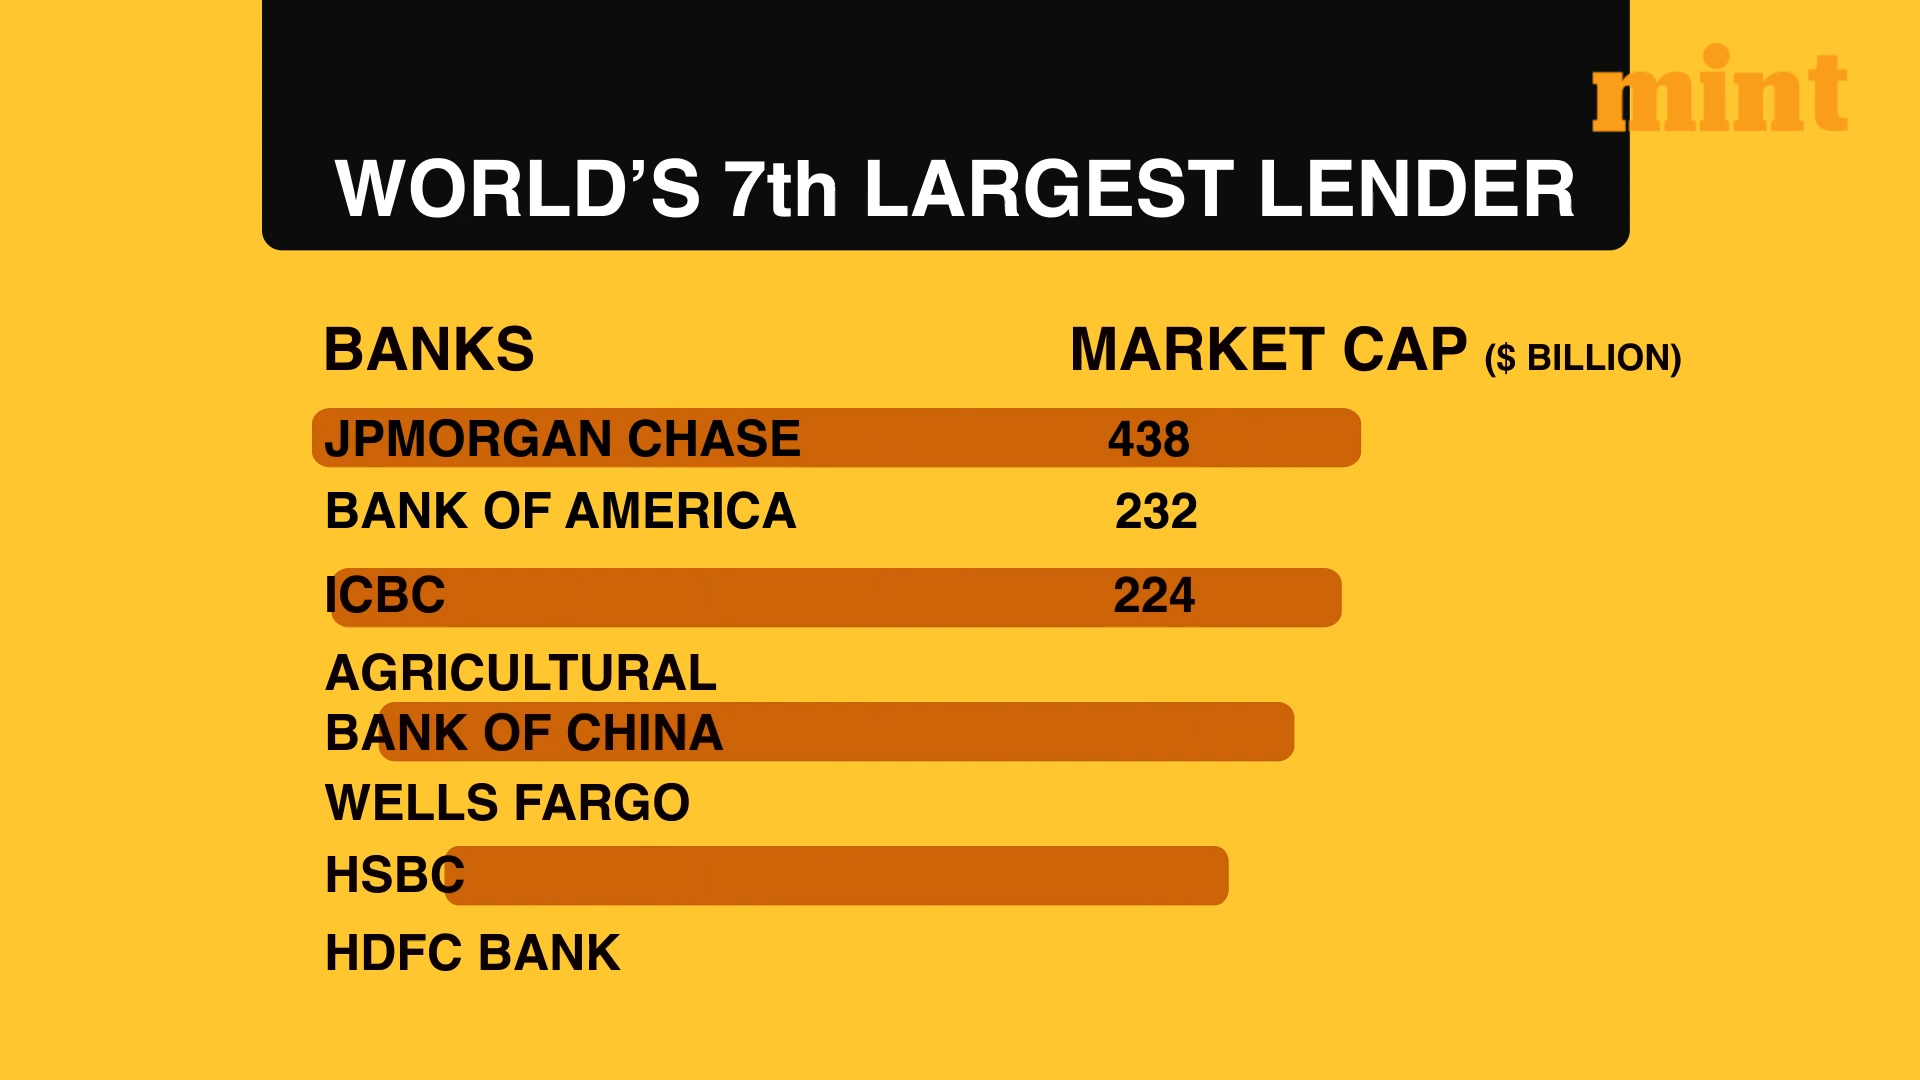 mint
WORLD’S 7th LARGEST LENDER
BANKS MARKET CAP ($ BILLION)
JPMORGAN CHASE 438
BANK OF AMERICA 232
ICBC 224
AGRICULTURAL
BANK OF CHINA
WELLS FARGO
HSBC
HDFC BANK